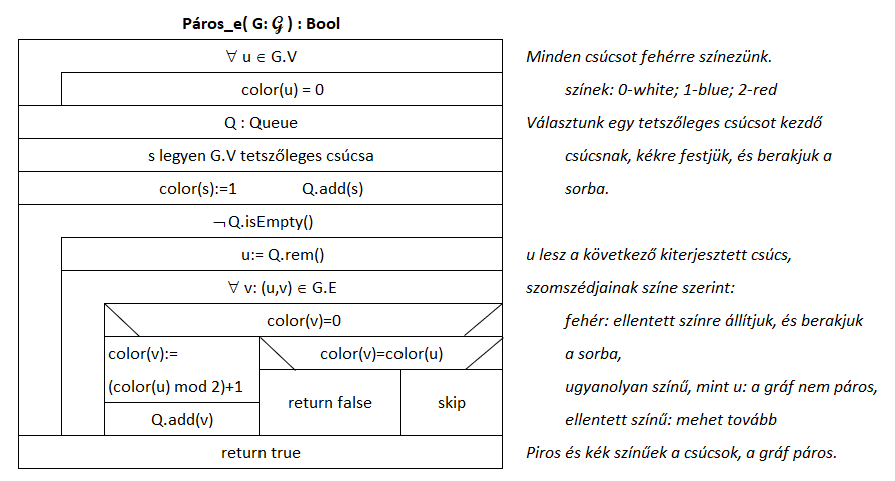 Páros_e( G: 𝒢 ) : Bool
∀ u ∈ G.V
color(u) = 0
Q : Queue
s legyen G.V tetszőleges csúcsa
color(s):=1 Q.add(s)
¬ Q.isEmpty()
u:= Q.rem()
∀ v: (u,v) ∈ G.E
color(v)=0
color(v):=
(color(u) mod 2)+1
Q.add(v)
color(v)=color(u)
return false
skip
return true
Minden csúcsot fehérre színezünk.
színek: 0-white; 1-blue; 2-red
Választunk egy tetszőleges csúcsot kezdő
csúcsnak, kékre festjük, és berakjuk a
sorba.
u lesz a következő kiterjesztett csúcs,
szomszédjainak színe szerint:
fehér: ellentett színre állítjuk, és berakjuk
a sorba,
ugyanolyan színű, mint u: a gráf nem páros,
ellentett színű: mehet tovább
Piros és kék színűek a csúcsok, a gráf páros.